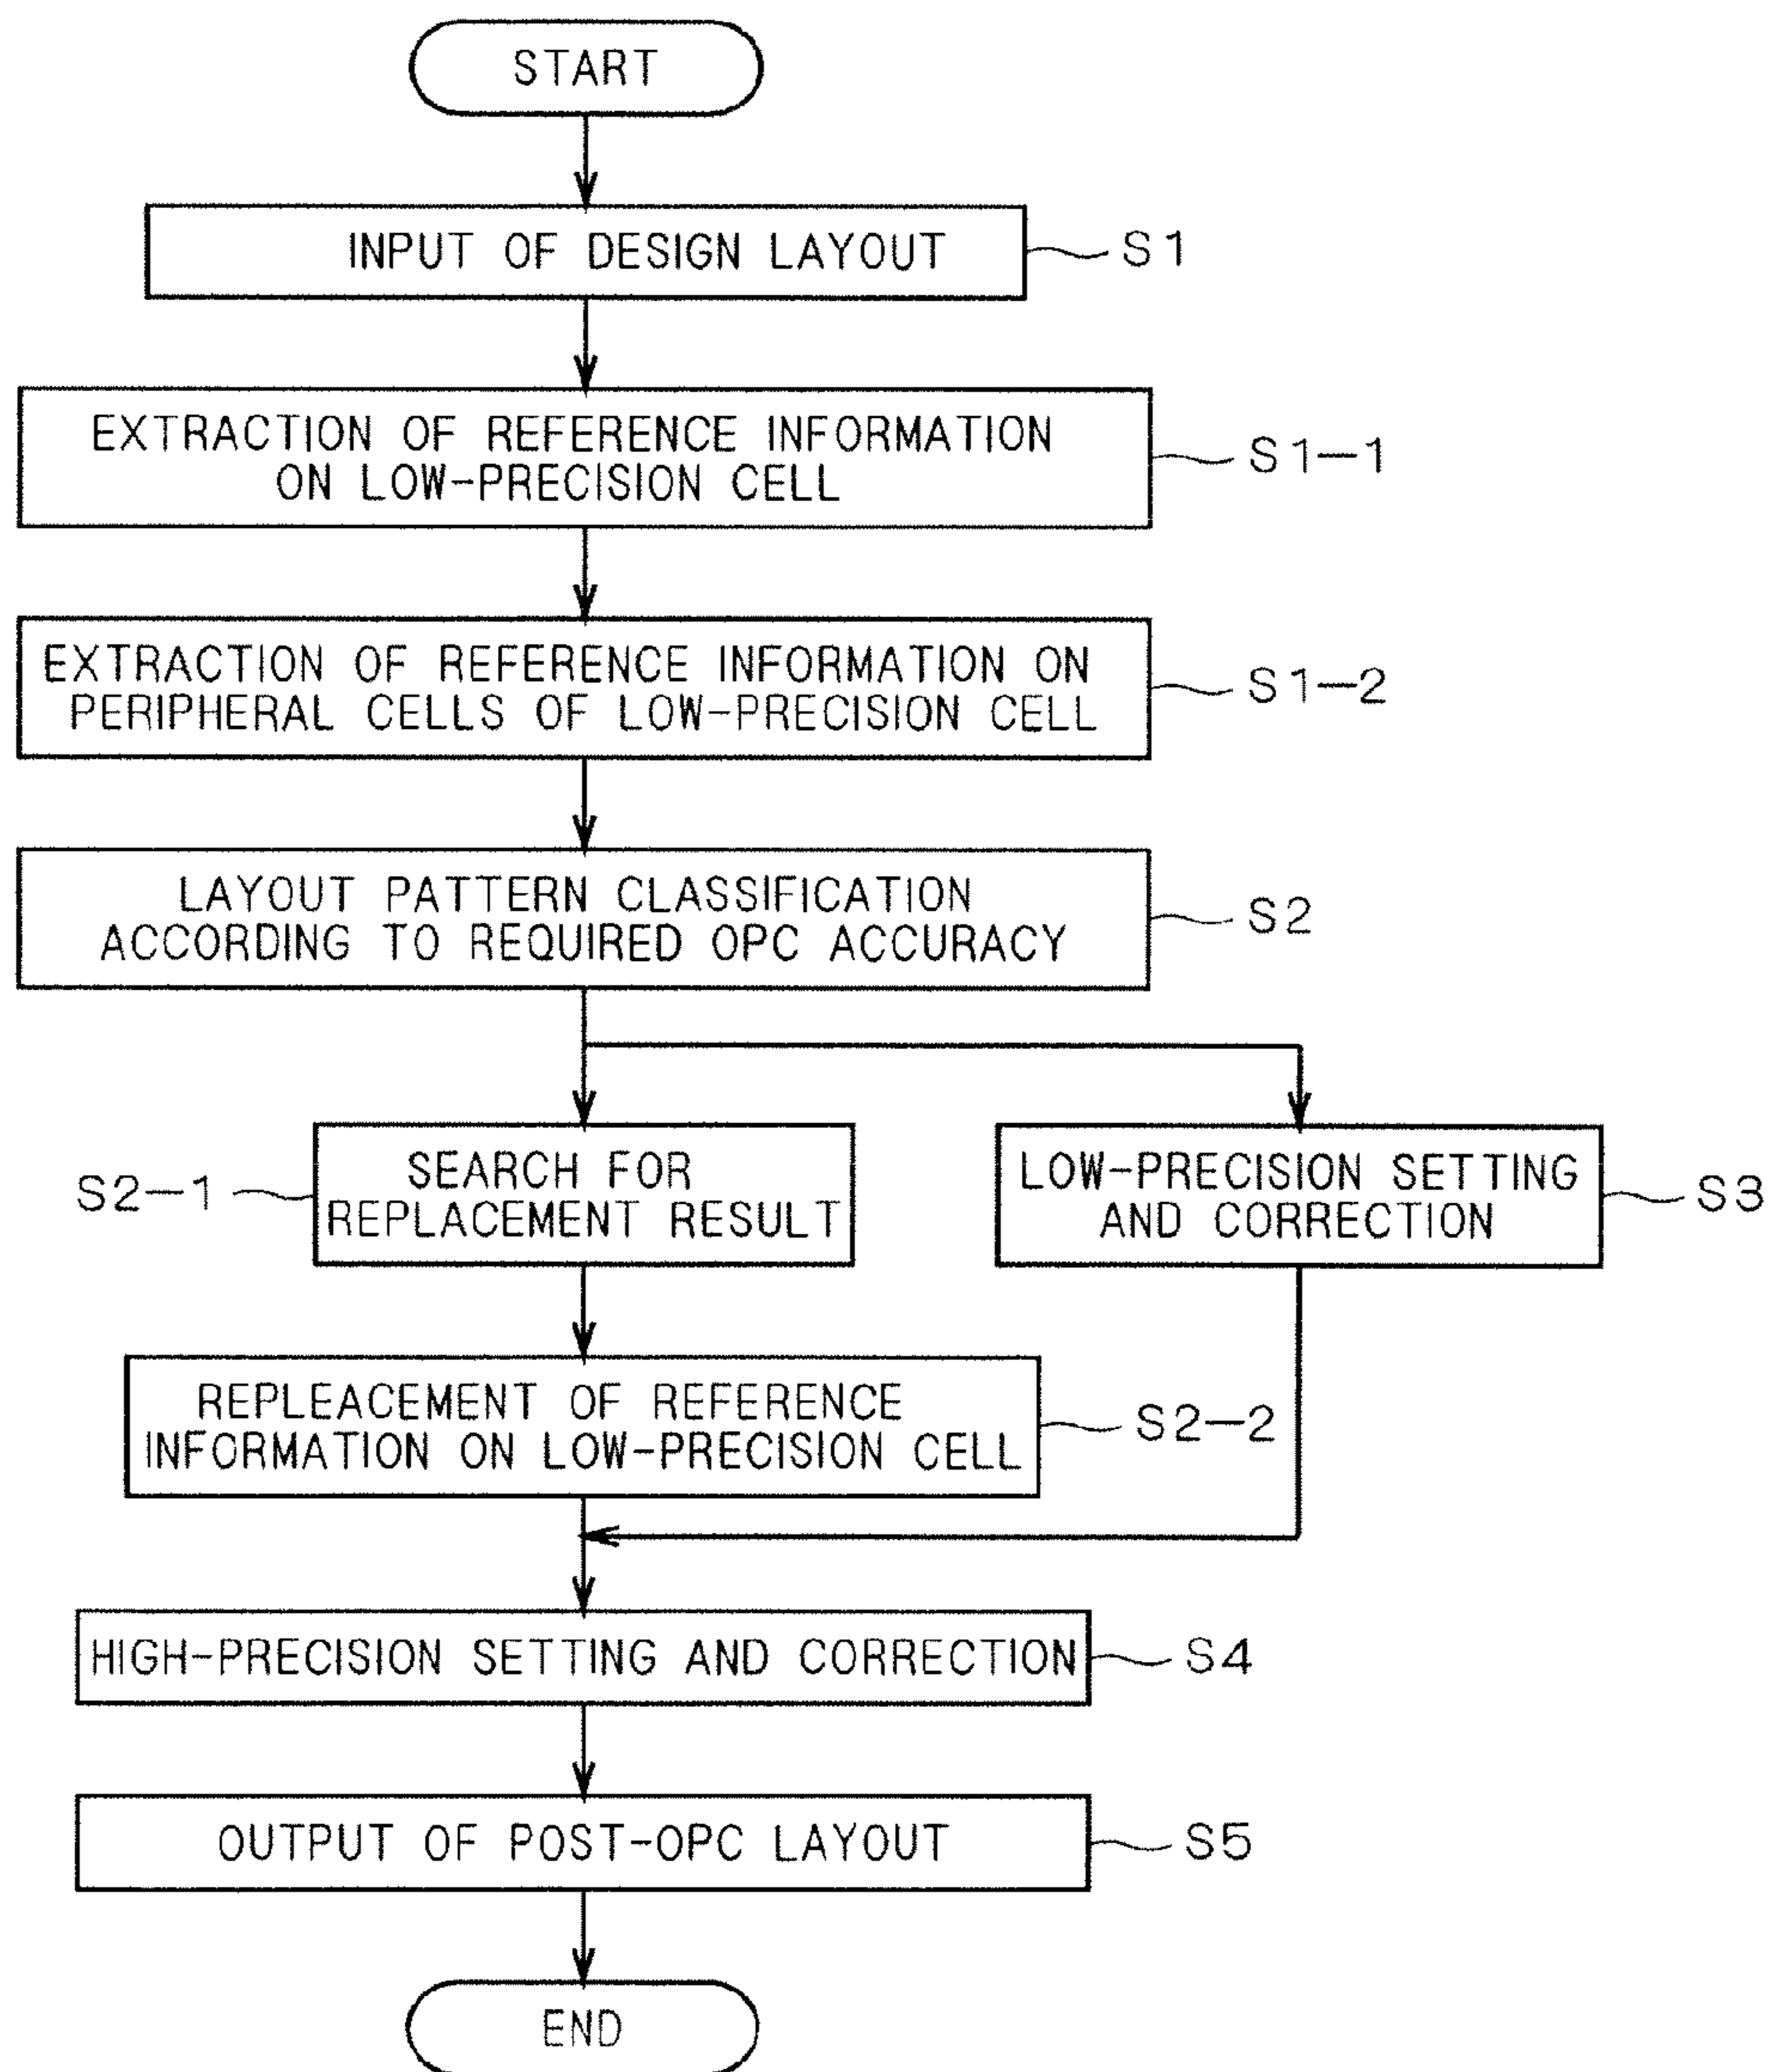 START
INPUT OF DESIGN LAYOUT
S1
EXTRACTION OF REFERENCE INFORMATION
ON LOW-PRECISION CELL
S1-1
EXTRACTION OF REFERENCE INFORMATION ON
PERIPHERAL CELLS OF LOW-PRECISION CELL
S1-2
LAYOUT PATTERN CLASSIFICATION
ACCORDING TO REQUIRED OPC ACCURACY
S2
S2-1
SEARCH FOR
REPLACEMENT RESULT
LOW-PRECISION SETTING
AND CORRECTION
S3
REPLEACEMENT OF REFERENCE
INFORMATION ON LOW-PRECISION CELL
S2-2
HIGH-PRECISION SETTING AND CORRECTION
S4
OUTPUT OF POST-OPC LAYOUT
S5
END